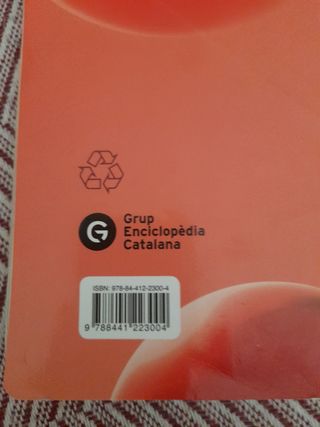 Grup
Enciclopèdia
Catalana
ISBN: 978-84-412-2300-4
9 788441 223004